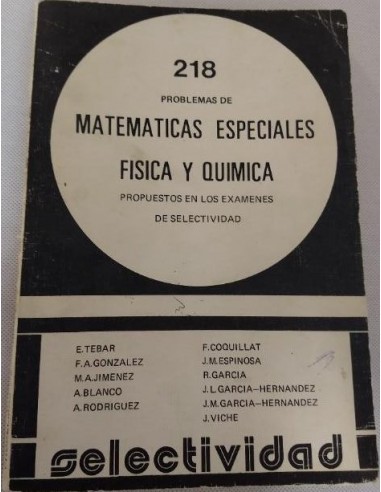 218
PROBLEMAS DE
MATEMATICAS ESPECIALES
FISICA Y QUIMICA
PROPUESTOS EN LOS EXAMENES
DE SELECTIVIDAD
E.TEBAR
F.A.GONZALEZ
M.A.JIMENEZ
A.BLANCO
A.RODRIGUEZ
F.COQUILLAT
J.M.ESPINOSA
R.GARCIA
J.L.GARCIA-HERNANDEZ
J.M.GARCIA-HERNANDEZ
J.VICHE
selectividad